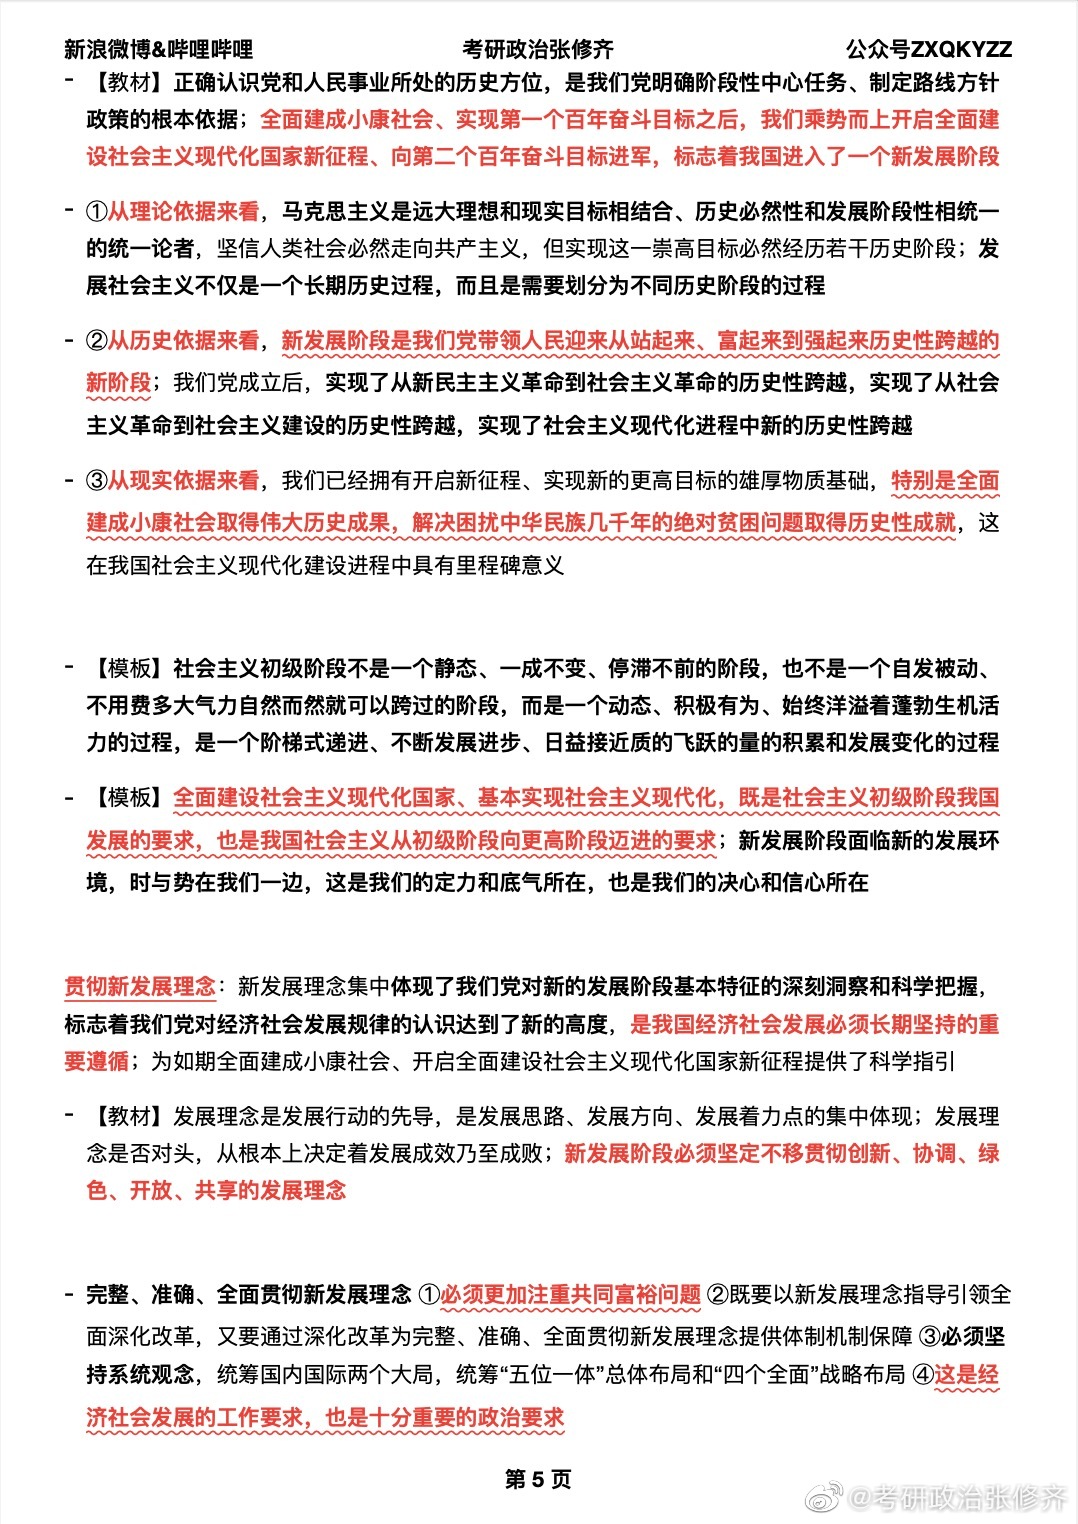 新浪微博&哔哩哔哩 考研政治张修齐 公众号ZXQKYZZ
- 【教材】正确认识党和人民事业所处的历史方位，是我们党明确阶段性中心任务、制定路线方针
政策的根本依据；全面建成小康社会、实现第一个百年奋斗目标之后，我们乘势而上开启全面建
设社会主义现代化国家新征程、向第二个百年奋斗目标进军，标志着我国进入了一个新发展阶段
- ①从理论依据来看，马克思主义是远大理想和现实目标相结合、历史必然性和发展阶段性相统一
的统一论者，坚信人类社会必然走向共产主义，但实现这一崇高目标必然经历若干历史阶段；发
展社会主义不仅是一个长期历史过程，而且是需要划分为不同历史阶段的过程
- ②从历史依据来看，新发展阶段是我们党带领人民迎来从站起来、富起来到强起来历史性跨越的
新阶段；我们党成立后，实现了从新民主主义革命到社会主义革命的历史性跨越，实现了从社会
主义革命到社会主义建设的历史性跨越，实现了社会主义现代化进程中新的历史性跨越
- ③从现实依据来看，我们已经拥有开启新征程、实现新的更高目标的雄厚物质基础，特别是全面
建成小康社会取得伟大历史成果，解决困扰中华民族几千年的绝对贫困问题取得历史性成就，这
在我国社会主义现代化建设进程中具有里程碑意义
- 【模板】社会主义初级阶段不是一个静态、一成不变、停滞不前的阶段，也不是一个自发被动、
不用费多大气力自然而然就可以跨过的阶段，而是一个动态、积极有为、始终洋溢着蓬勃生机活
力的过程，是一个阶梯式递进、不断发展进步、日益接近质的飞跃的量的积累和发展变化的过程
- 【模板】全面建设社会主义现代化国家、基本实现社会主义现代化，既是社会主义初级阶段我国
发展的要求，也是我国社会主义从初级阶段向更高阶段迈进的要求；新发展阶段面临新的发展环
境，时与势在我们一边，这是我们的定力和底气所在，也是我们的决心和信心所在
贯彻新发展理念：新发展理念集中体现了我们党对新的发展阶段基本特征的深刻洞察和科学把握，
标志着我们党对经济社会发展规律的认识达到了新的高度，是我国经济社会发展必须长期坚持的重
要遵循；为如期全面建成小康社会、开启全面建设社会主义现代化国家新征程提供了科学指引
- 【教材】发展理念是发展行动的先导，是发展思路、发展方向、发展着力点的集中体现；发展理
念是否对头，从根本上决定着发展成效乃至成败；新发展阶段必须坚定不移贯彻创新、协调、绿
色、开放、共享的发展理念
- 完整、准确、全面贯彻新发展理念 ①必须更加注重共同富裕问题 ②既要以新发展理念指导引领全
面深化改革，又要通过深化改革为完整、准确、全面贯彻新发展理念提供体制机制保障 ③必须坚
持系统观念，统筹国内国际两个大局，统筹“五位一体”总体布局和“四个全面”战略布局 ④这是经
济社会发展的工作要求，也是十分重要的政治要求
第 5 页
@考研政治张修齐